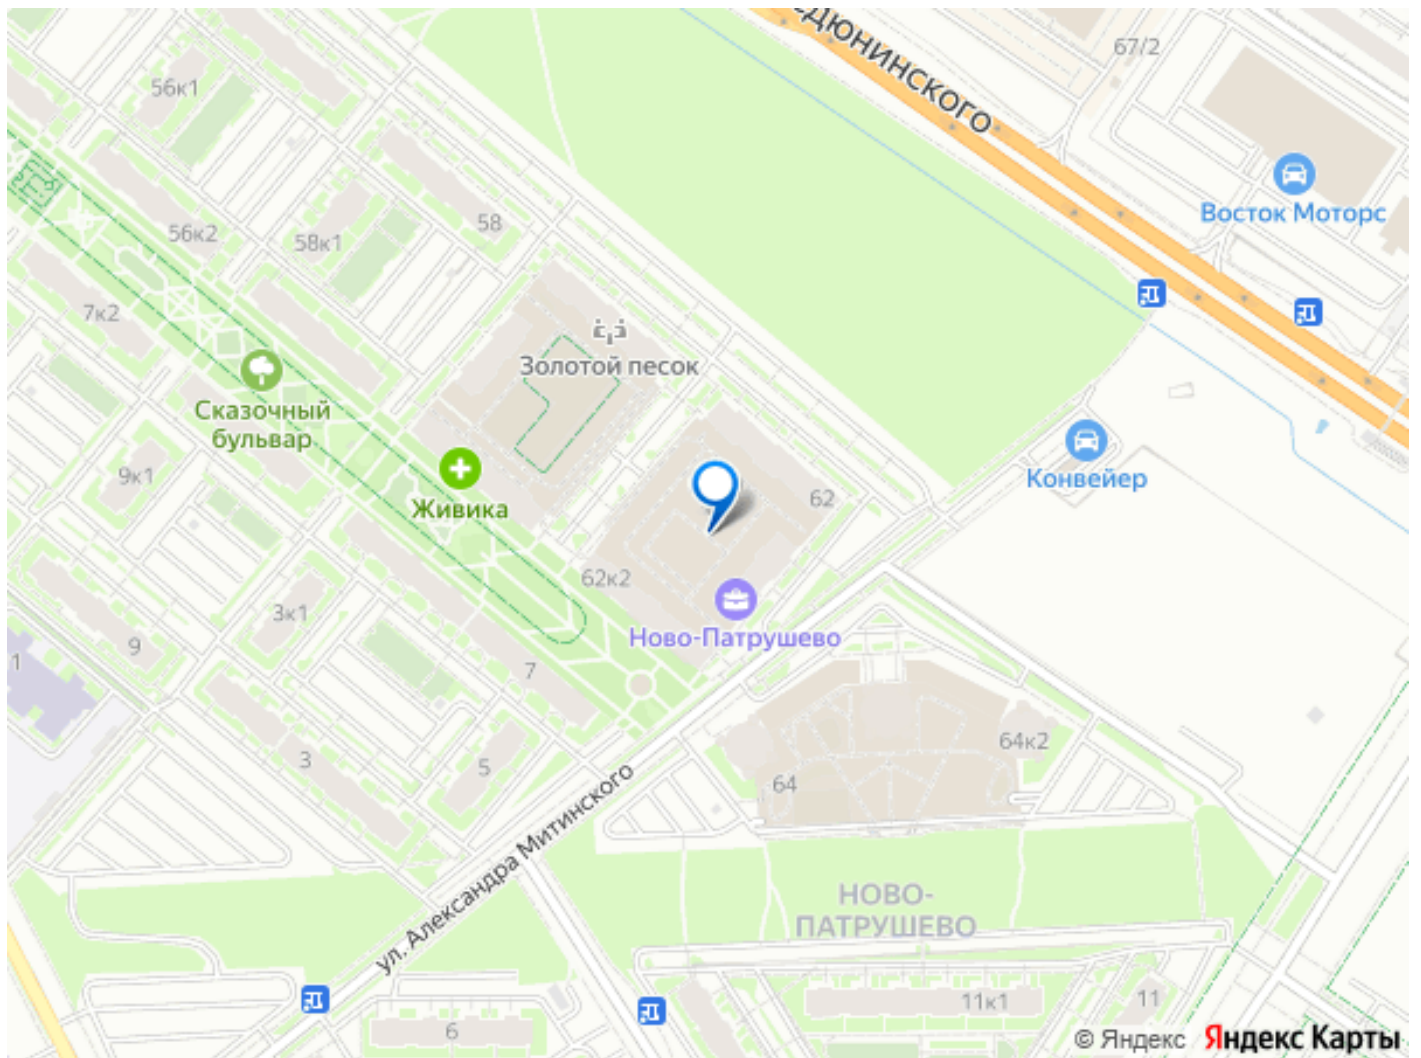 едюнинского
67/2
56к1
Восток Моторс
58
56к2
58к1
7к2
Золотой песок
Сказочный
бульвар
Конвейер
9к1
62
Живика
62к2
3к1
Ново-Патрушево
9
1
7
64к2
3
5
64
ул. Александра Митинского
НОВО-
ПАТРУШЕВО
11к1
11
6
© Яндекс Яндекс Карты